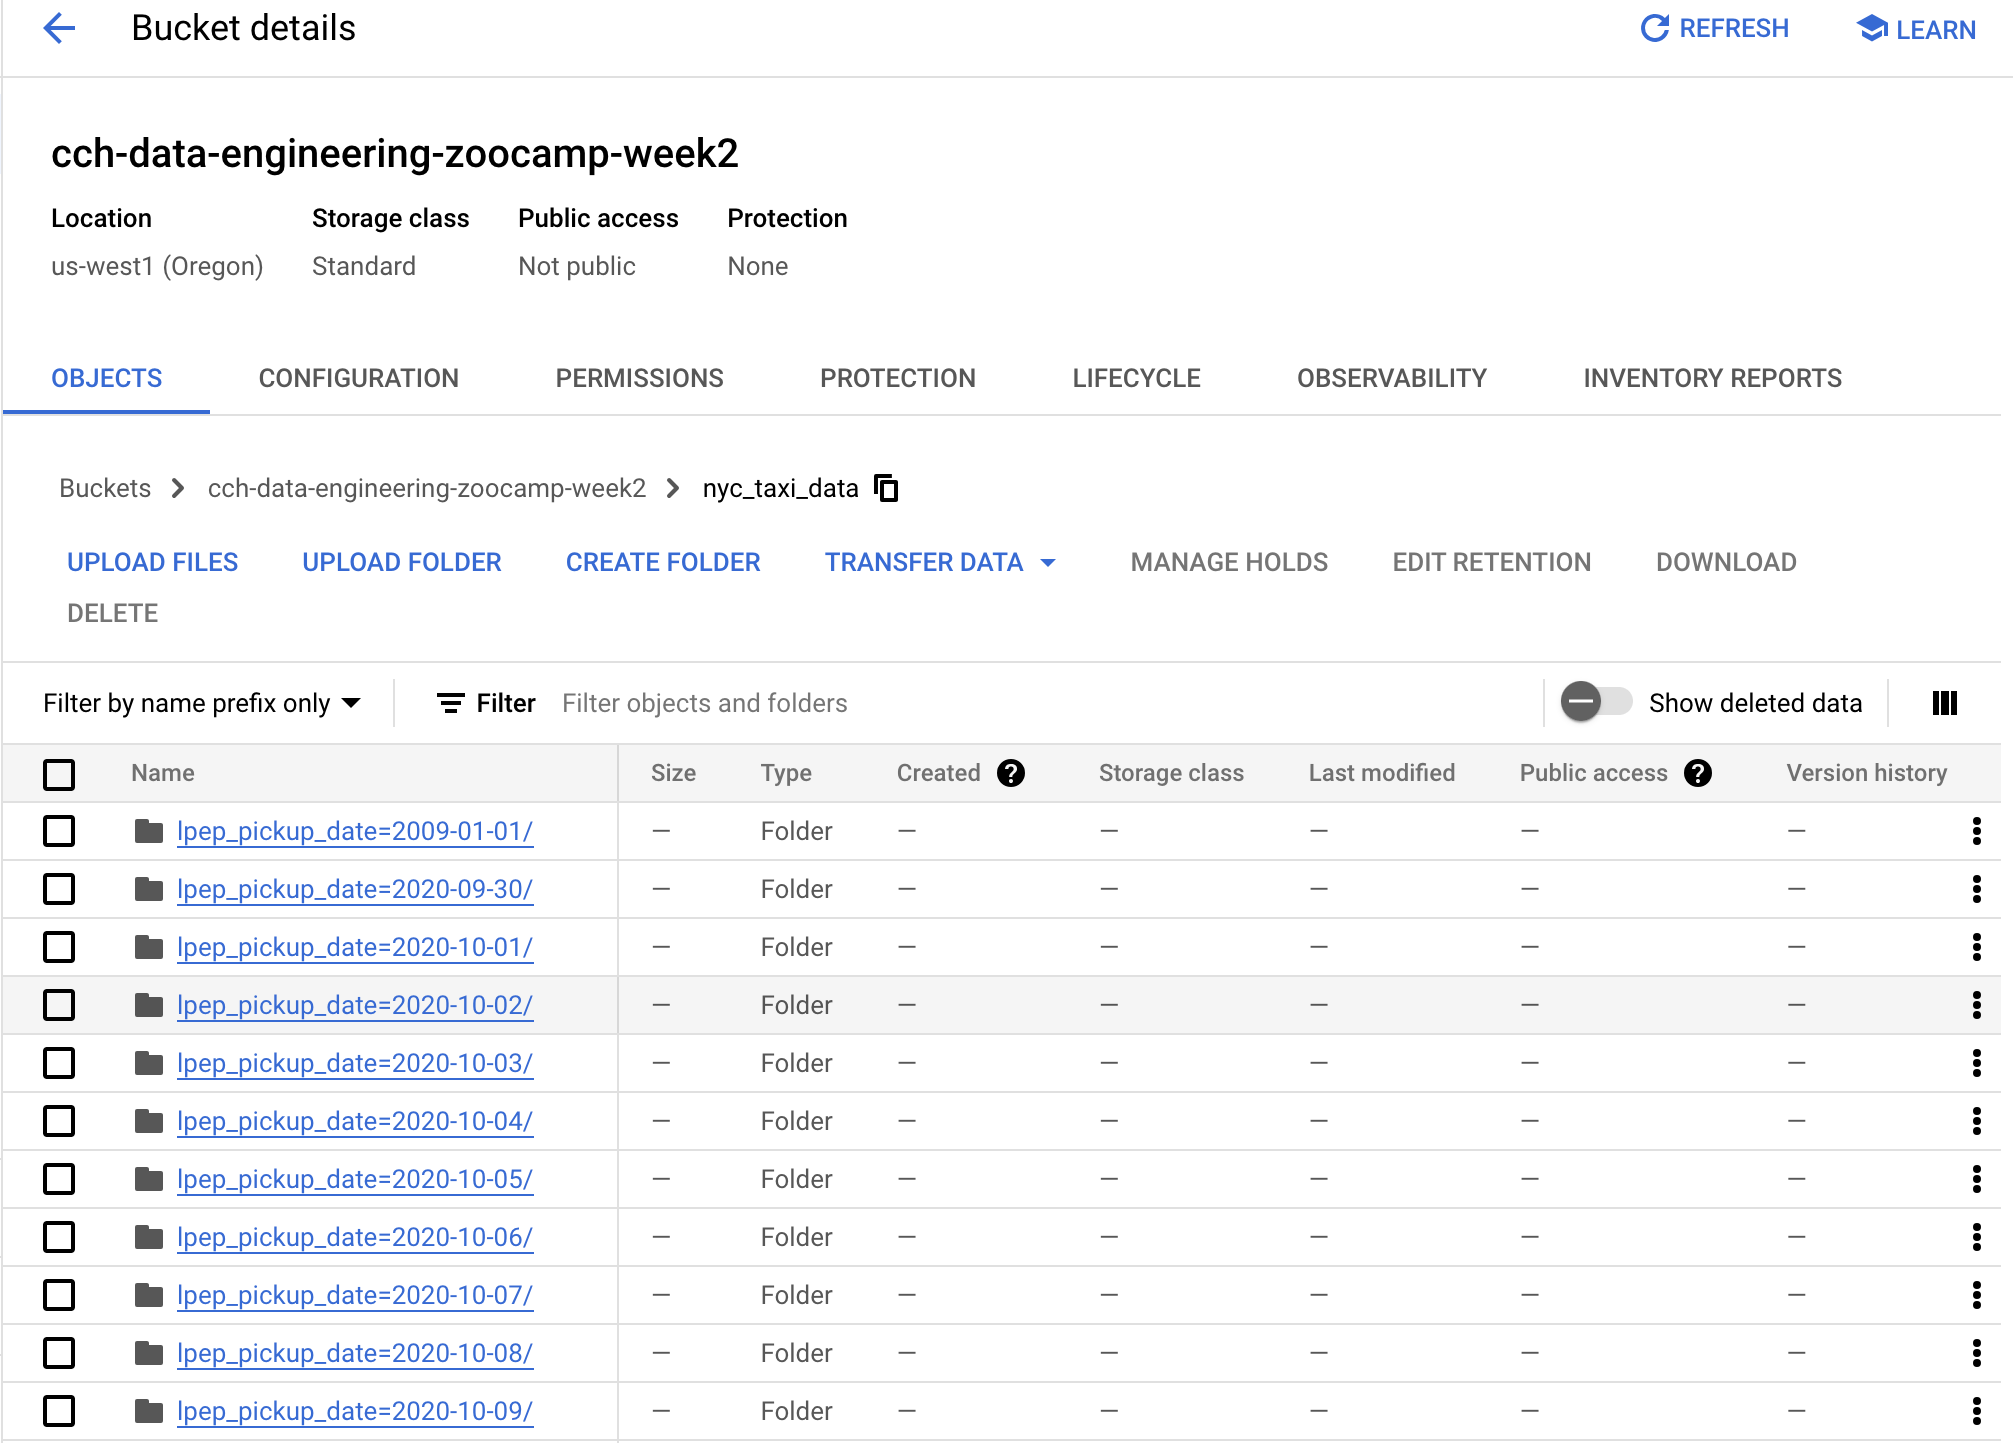 Bucket details
REFRESH
LEARN
cch-data-engineering-zoocamp-week2
Location Storage class Public access Protection
us-west1 (Oregon) Standard Not public None
OBJECTS CONFIGURATION PERMISSIONS PROTECTION LIFECYCLE OBSERVABILITY INVENTORY REPORTS
Buckets > cch-data-engineering-zoocamp-week2 > nyc_taxi_data
UPLOAD FILES UPLOAD FOLDER CREATE FOLDER TRANSFER DATA MANAGE HOLDS EDIT RETENTION DOWNLOAD
DELETE
Filter by name prefix only Filter Filter objects and folders Show deleted data
Name Size Type Created ? Storage class Last modified Public access ? Version history
lpep_pickup_date=2009-01-01/ — Folder — — — — —
lpep_pickup_date=2020-09-30/ — Folder — — — — —
lpep_pickup_date=2020-10-01/ — Folder — — — — —
lpep_pickup_date=2020-10-02/ — Folder — — — — —
lpep_pickup_date=2020-10-03/ — Folder — — — — —
lpep_pickup_date=2020-10-04/ — Folder — — — — —
lpep_pickup_date=2020-10-05/ — Folder — — — — —
lpep_pickup_date=2020-10-06/ — Folder — — — — —
lpep_pickup_date=2020-10-07/ — Folder — — — — —
lpep_pickup_date=2020-10-08/ — Folder — — — — —
lpep_pickup_date=2020-10-09/ — Folder — — — — —